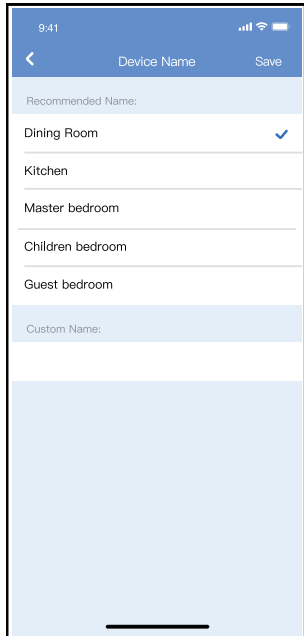 9:41
Device Name Save
Recommended Name:
Dining Room
Kitchen
Master bedroom
Children bedroom
Guest bedroom
Custom Name: